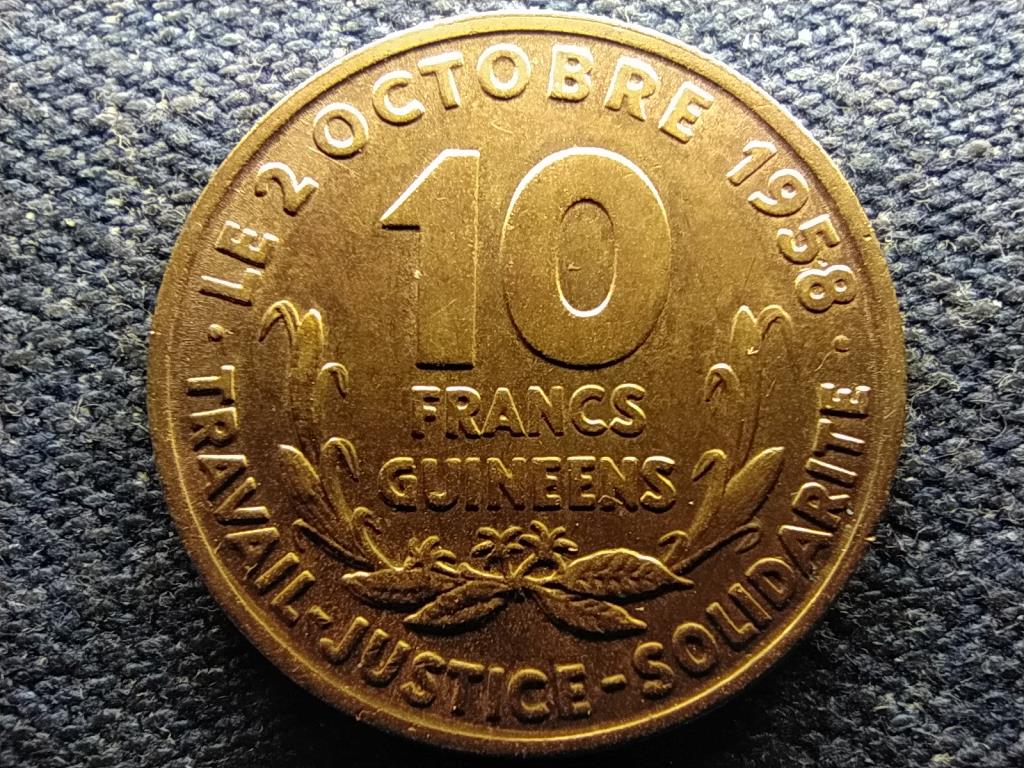 LE 2 OCTOBRE 1958
10
FRANCS
GUINEENS
TRAVAIL-JUSTICE-SOLIDARITE